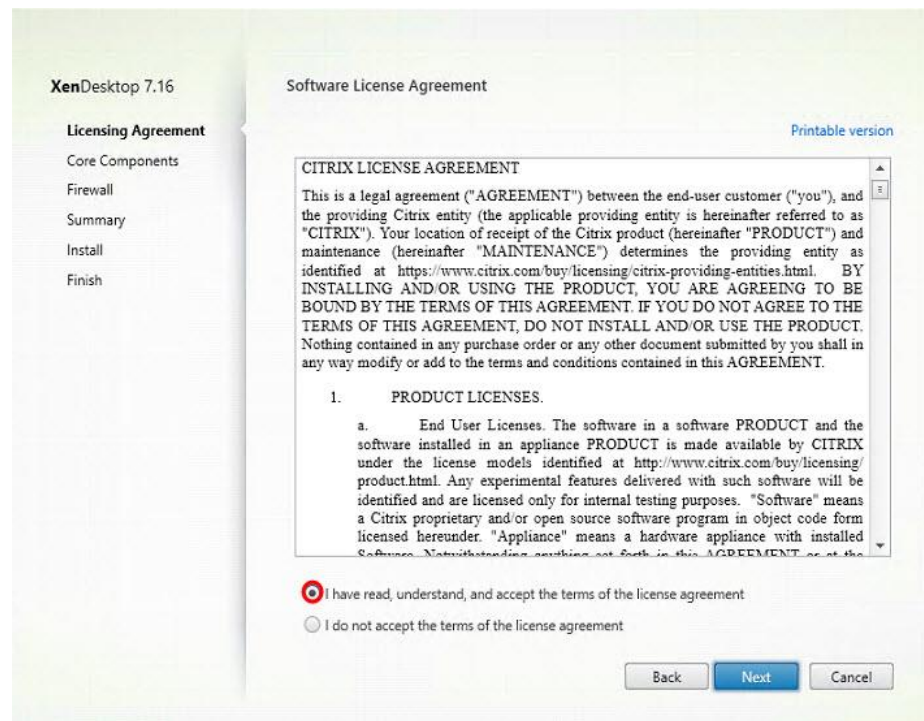 XenDesktop 7.16
Licensing Agreement
Core Components
Firewall
Summary
Install
Finish
Software License Agreement
Printable version
CITRIX LICENSE AGREEMENT
This is a legal agreement ("AGREEMENT") between the end-user customer ("you"), and
the providing Citrix entity (the applicable providing entity is hereinafter referred to as
"CITRIX"). Your location of receipt of the Citrix product (hereinafter "PRODUCT") and
maintenance (hereinafter "MAINTENANCE") determines the providing entity as
identified at https://www.citrix.com/buy/licensing/citrix-providing-entities.html. BY
INSTALLING AND/OR USING THE PRODUCT, YOU ARE AGREEING TO BE
BOUND BY THE TERMS OF THIS AGREEMENT. IF YOU DO NOT AGREE TO THE
TERMS OF THIS AGREEMENT, DO NOT INSTALL AND/OR USE THE PRODUCT.
Nothing contained in any purchase order or any other document submitted by you shall in
any way modify or add to the terms and conditions contained in this AGREEMENT.
1. PRODUCT LICENSES.
a. End User Licenses. The software in a software PRODUCT and the
software installed in an appliance PRODUCT is made available by CITRIX
under the license models identified at http://www.citrix.com/buy/licensing/
product.html. Any experimental features delivered with such software will be
identified and are licensed only for internal testing purposes. "Software" means
a Citrix proprietary and/or open source software program in object code form
licensed hereunder. "Appliance" means a hardware appliance with installed
Software. Notwithstanding anything set forth in this AGREEMENT or at the
I have read, understand, and accept the terms of the license agreement
I do not accept the terms of the license agreement
Back
Next
Cancel